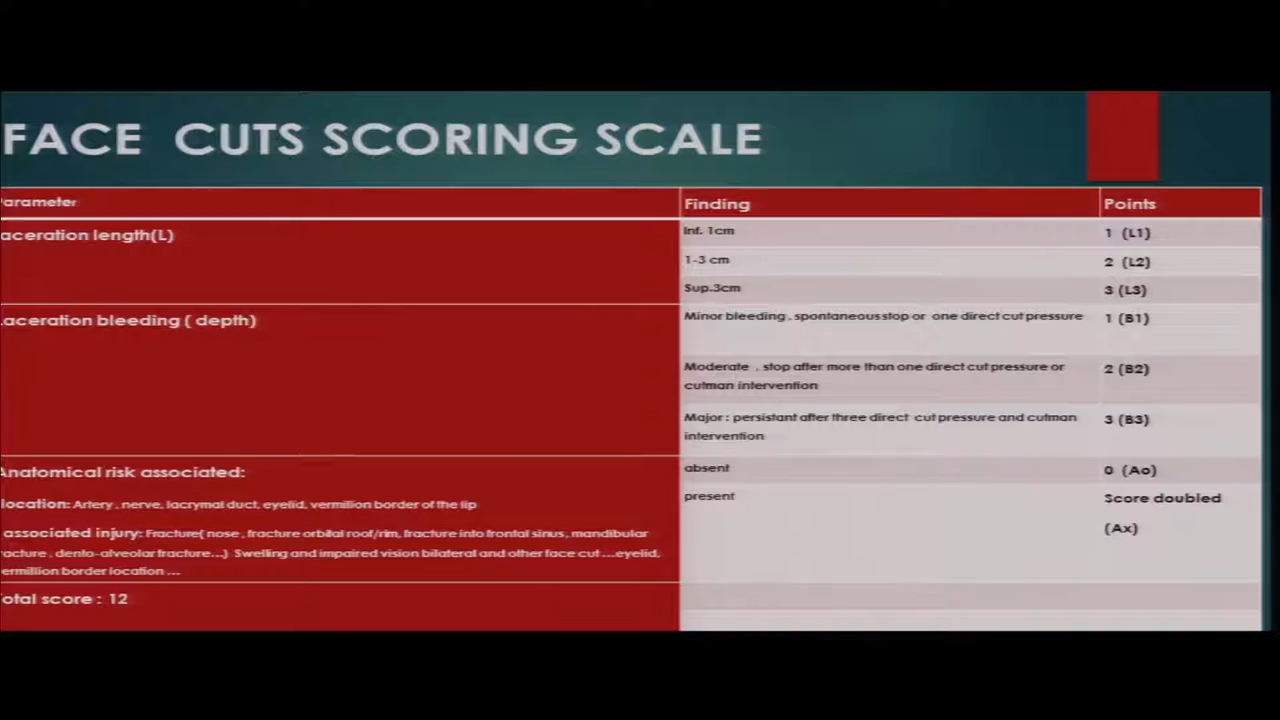 FACE CUTS SCORING SCALE
arameter Finding Points
aceration length(L) Inf. 1cm 1 (L1)
1-3 cm 2 (L2)
Sup.3cm 3 (L3)
Laceration bleeding ( depth) Minor bleeding , spontaneous stop or one direct cut pressure 1 (B1)
Moderate , stop after more than one direct cut pressure or
cutman intervention 2 (B2)
Major : persistant after three direct cut pressure and cutman
intervention 3 (B3)
Anatomical risk associated: absent 0 (Ao)
location: Artery , nerve, lacrymal duct, eyelid, vermilion border of the lip present Score doubled
(Ax)
associated injury: Fracture( nose , fracture orbital roof/rim, fracture into frontal sinus , mandibular
racture , dento-alveolar fracture...) Swelling and impaired vision bilateral and other face cut ...eyelid,
ermillion border location ...
otal score : 12